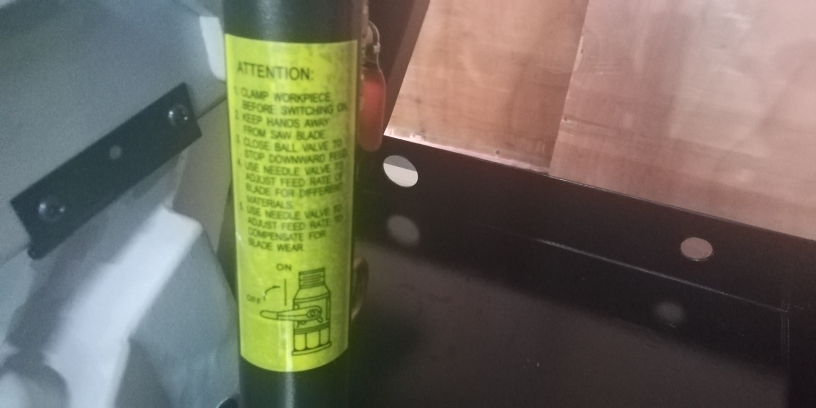 ATTENTION:
1. CLAMP WORKPIECE
BEFORE SWITCHING ON
2. KEEP HANDS AWAY
FROM SAW BLADE
3. CLOSE BALL VALVE TO
STOP DOWNWARD FEED
4. USE NEEDLE VALVE TO
ADJUST FEED RATE OF
BLADE FOR DIFFERENT
MATERIALS.
5. USE NEEDLE VALVE TO
ADJUST FEED RATE TO
COMPENSATE FOR
BLADE WEAR
ON
OFF